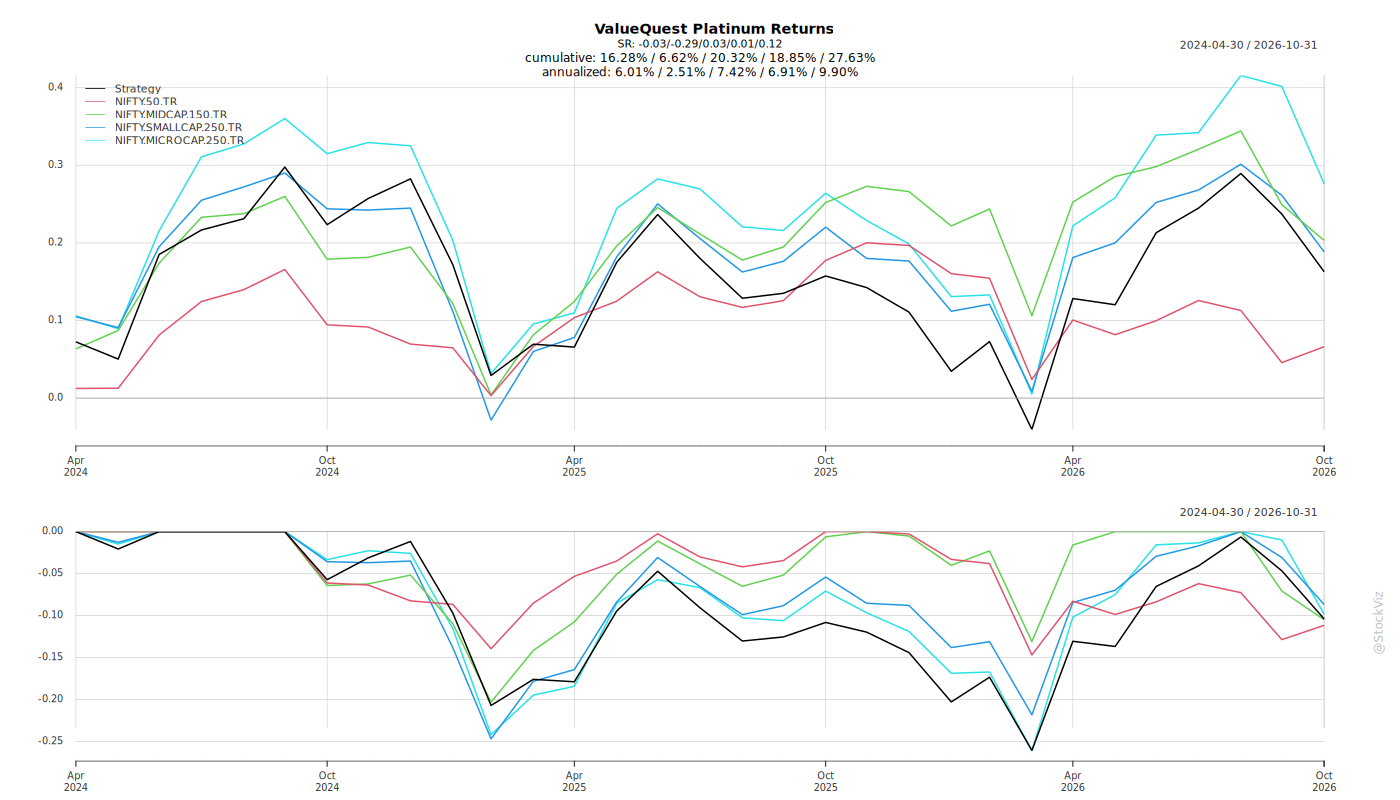 ValueQuest Platinum Returns
SR: -0.03/-0.29/0.03/0.01/0.12
cumulative: 16.28% / 6.62% / 20.32% / 18.85% / 27.63%
annualized: 6.01% / 2.51% / 7.42% / 6.91% / 9.90%
2024-04-30 / 2026-10-31
Strategy
NIFTY.50.TR
NIFTY.MIDCAP.150.TR
NIFTY.SMALLCAP.250.TR
NIFTY.MICROCAP.250.TR
0.4
0.3
0.2
0.1
0.0
Apr 2024
Oct 2024
Apr 2025
Oct 2025
Apr 2026
Oct 2026
2024-04-30 / 2026-10-31
0.00
-0.05
-0.10
-0.15
-0.20
-0.25
Apr 2024
Oct 2024
Apr 2025
Oct 2025
Apr 2026
Oct 2026
@StockViz